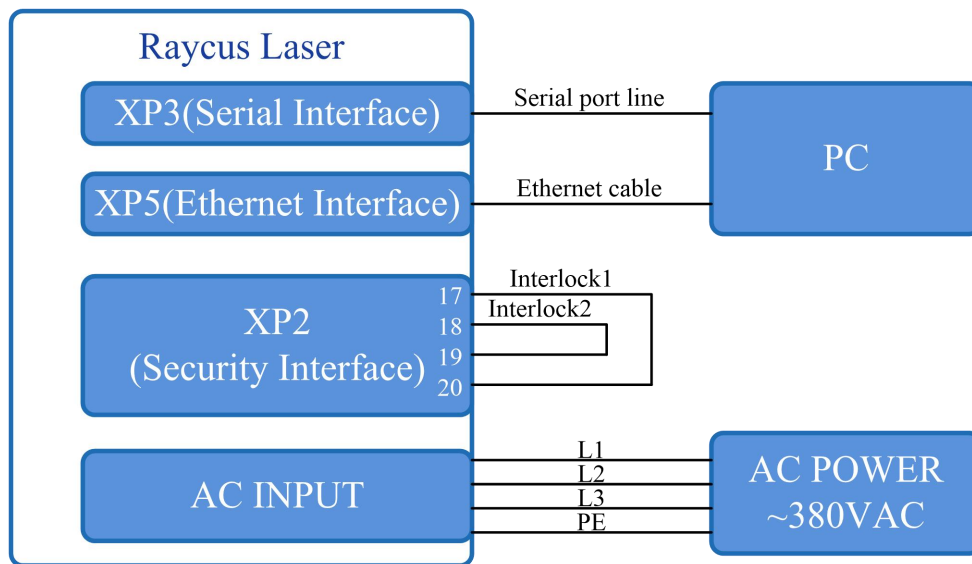 Raycus Laser
XP3(Serial Interface)
Serial port line
PC
XP5(Ethernet Interface)
Ethernet cable
XP2
(Security Interface)
17
18
19
20
Interlock1
Interlock2
AC INPUT
L1
L2
L3
PE
AC POWER
~380VAC